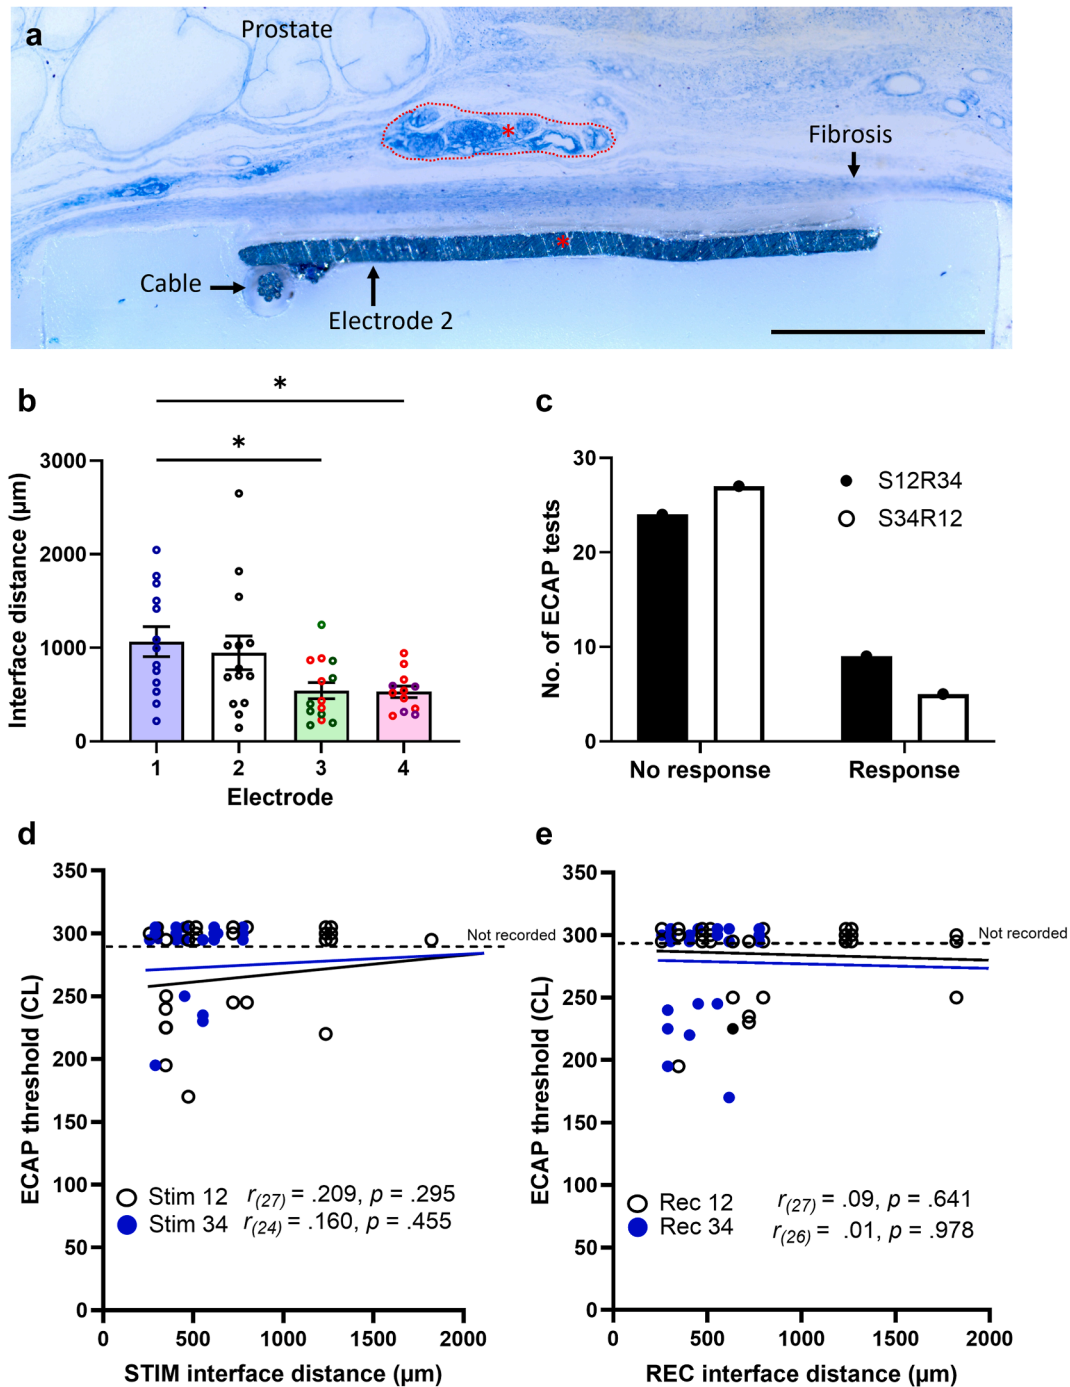 a
Prostate
*
Fibrosis
*
Cable
Electrode 2
b
*
*
Interface distance (µm)
3000
2000
1000
0
1 2 3 4
Electrode
c
No. of ECAP tests
30
20
10
0
No response Response
S12R34
S34R12
d
ECAP threshold (CL)
350
300
250
200
150
100
50
0
Not recorded
Stim 12 r(27) = .209, p = .295
Stim 34 r(24) = .160, p = .455
0 500 1000 1500 2000
STIM interface distance (µm)
e
ECAP threshold (CL)
350
300
250
200
150
100
50
0
Not recorded
Rec 12 r(27) = .09, p = .641
Rec 34 r(26) = .01, p = .978
0 500 1000 1500 2000
REC interface distance (µm)